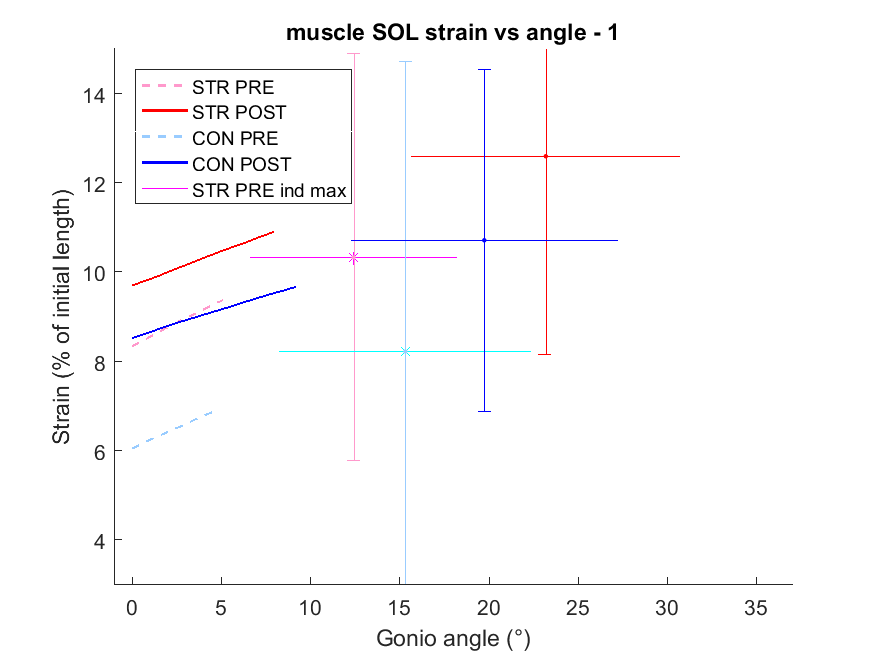 muscle SOL strain vs angle - 1
STR PRE
STR POST
CON PRE
CON POST
STR PRE ind max
Strain (% of initial length)
14
12
10
8
6
4
0 5 10 15 20 25 30 35
Gonio angle (°)